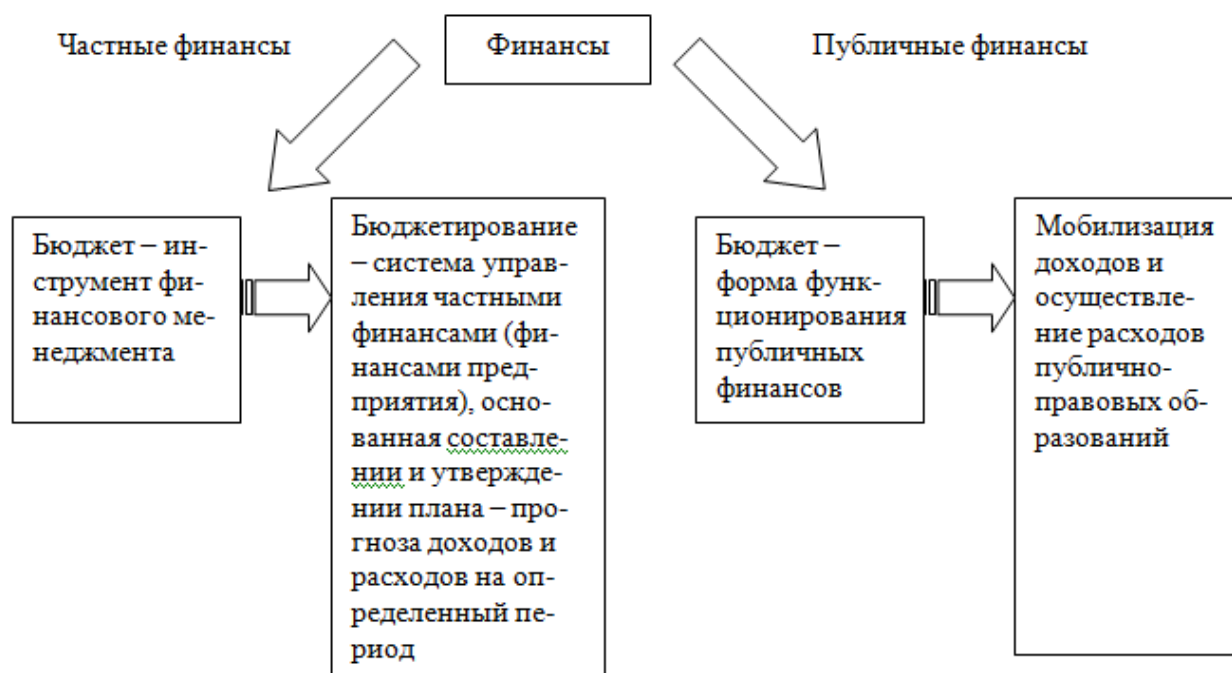 Частные финансы
Финансы
Публичные финансы
Бюджет – ин-
струмент фи-
нансового ме-
неджмента
Бюджетирование
– система управ-
ления частными
финансами (фи-
нансами пред-
приятия), осно-
ванная составле-
нии и утвержде-
нии плана – про-
гноза доходов и
расходов на оп-
ределенный пе-
риод
Бюджет –
форма функ-
ционирования
публичных
финансов
Мобилизация
доходов и
осуществле-
ние расходов
публично-
правовых об-
разований